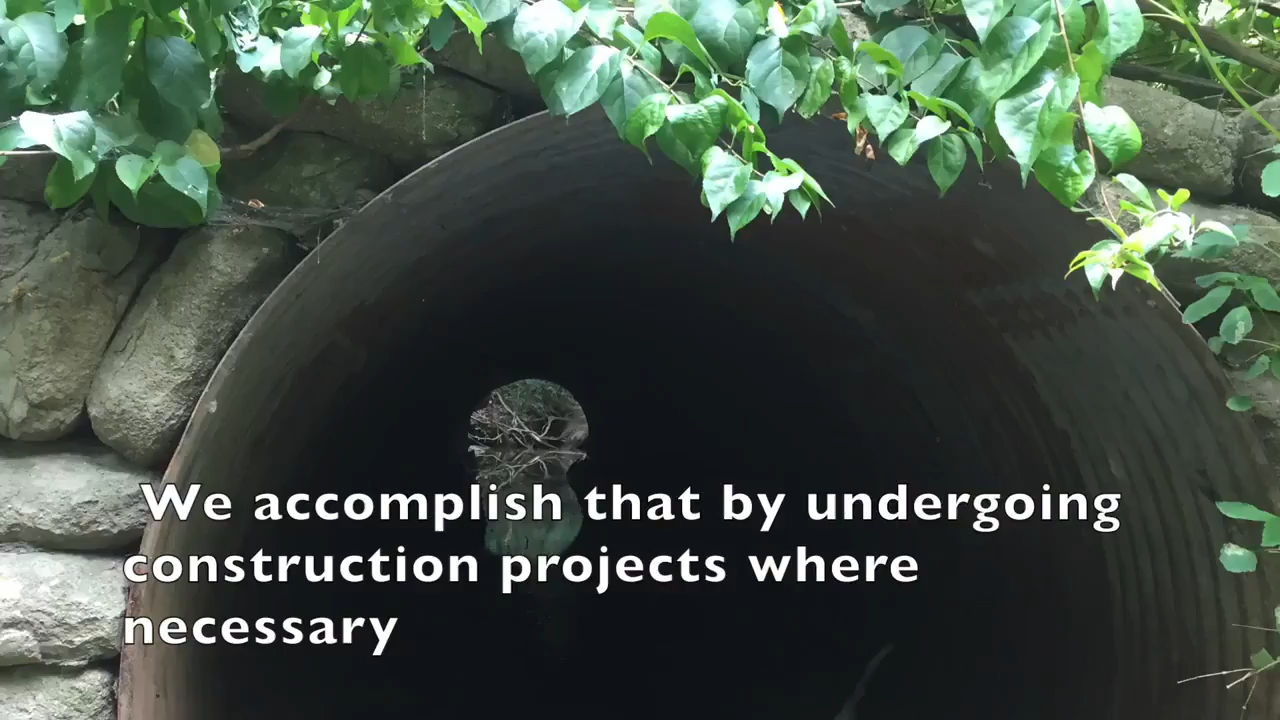 We accomplish that by undergoing
construction projects where
necessary